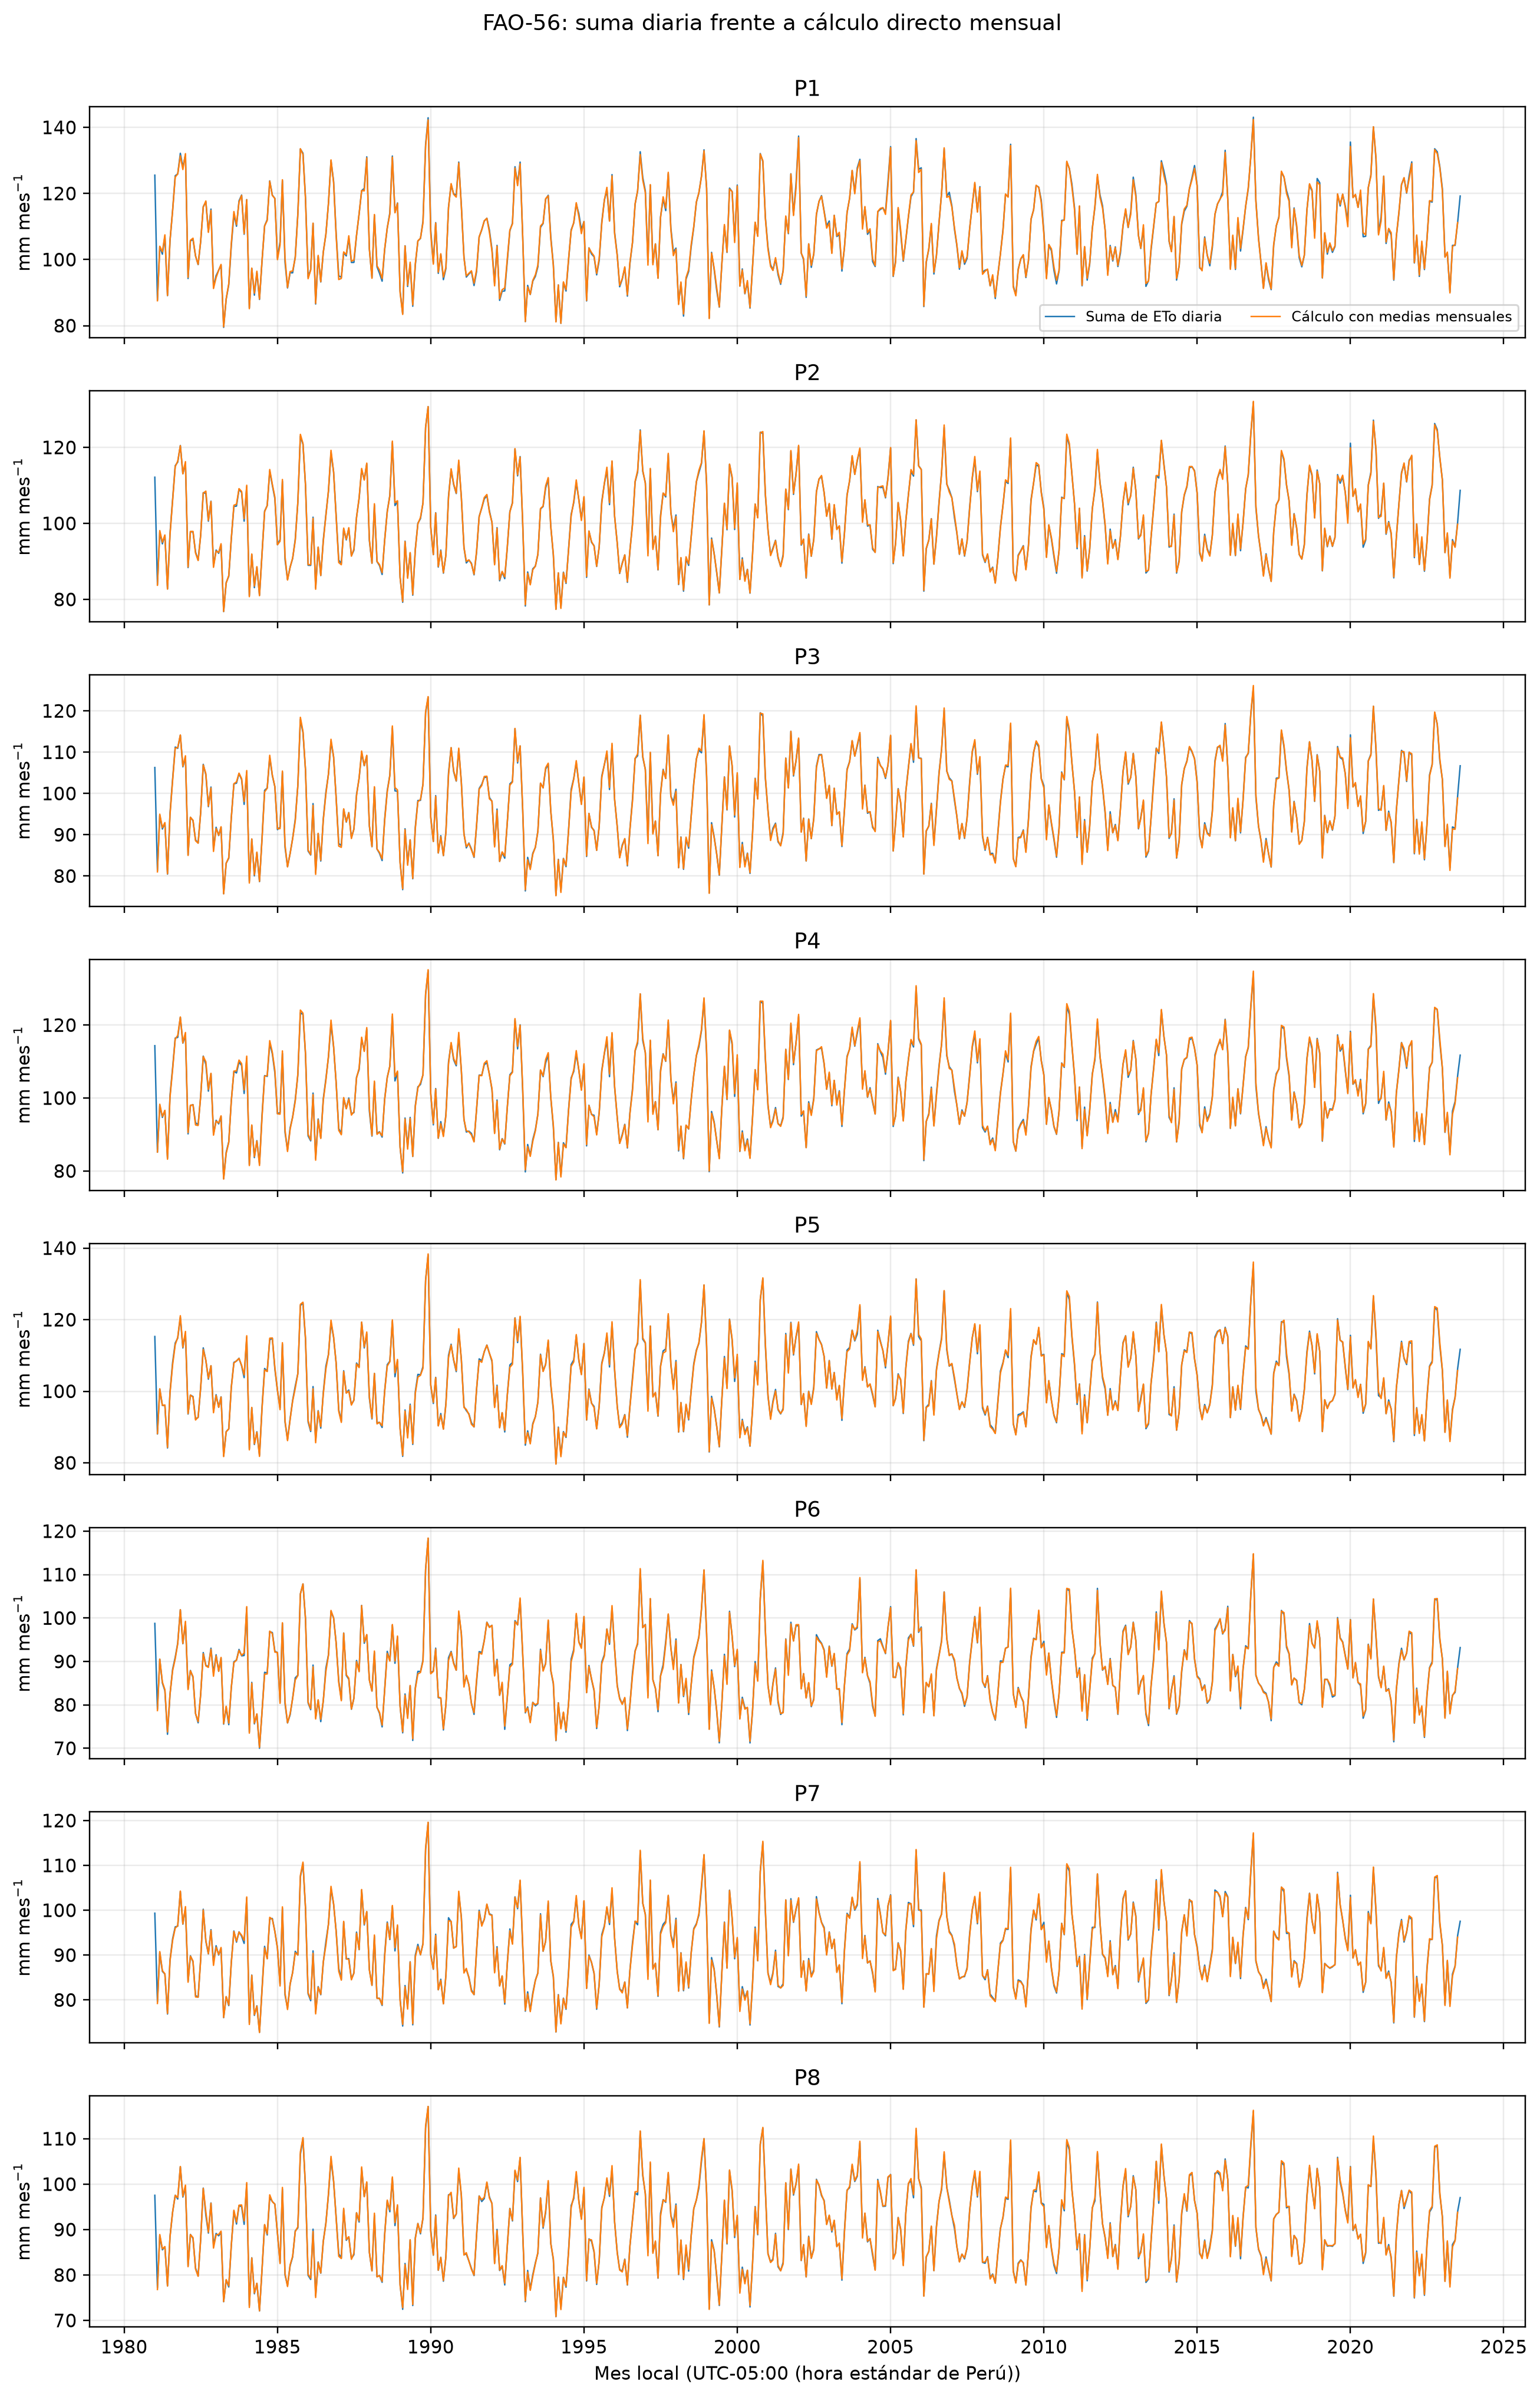 FAO-56: suma diaria frente a cálculo directo mensual
P1
140
120
100
80
mm mes⁻¹
Suma de ETo diaria
Cálculo con medias mensuales
P2
120
100
80
mm mes⁻¹
P3
120
110
100
90
80
mm mes⁻¹
P4
120
100
80
mm mes⁻¹
P5
140
120
100
80
mm mes⁻¹
P6
120
110
100
90
80
70
mm mes⁻¹
P7
120
110
100
90
80
mm mes⁻¹
P8
110
100
90
80
70
mm mes⁻¹
1980 1985 1990 1995 2000 2005 2010 2015 2020 2025
Mes local (UTC-05:00 (hora estándar de Perú))